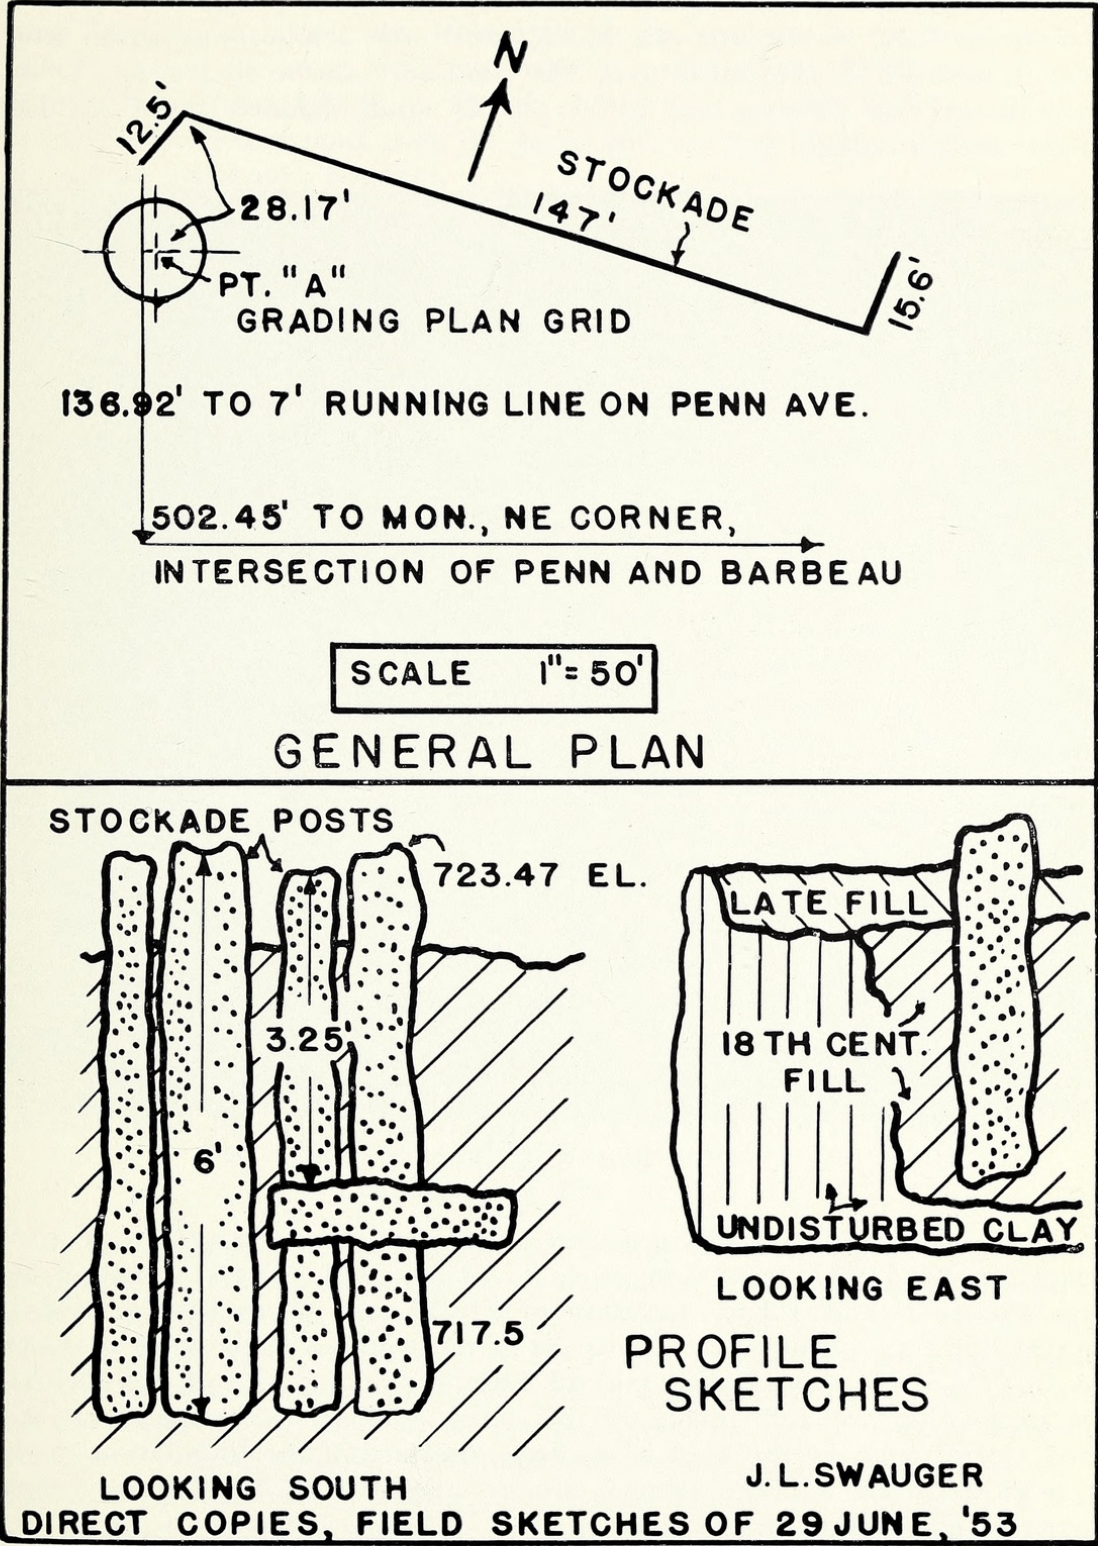 N
12.5'
28.17'
STOCKADE
147'
15.6'
PT. "A"
GRADING PLAN GRID
136.92' TO 7' RUNNING LINE ON PENN AVE.
502.45' TO MON., NE CORNER,
INTERSECTION OF PENN AND BARBEAU
SCALE 1"= 50'
GENERAL PLAN
STOCKADE POSTS
723.47 EL.
3.25'
6'
717.5
LOOKING SOUTH
LATE FILL
18 TH CENT.
FILL
UNDISTURBED CLAY
LOOKING EAST
PROFILE
SKETCHES
J.L.SWAUGER
DIRECT COPIES, FIELD SKETCHES OF 29 JUNE, '53